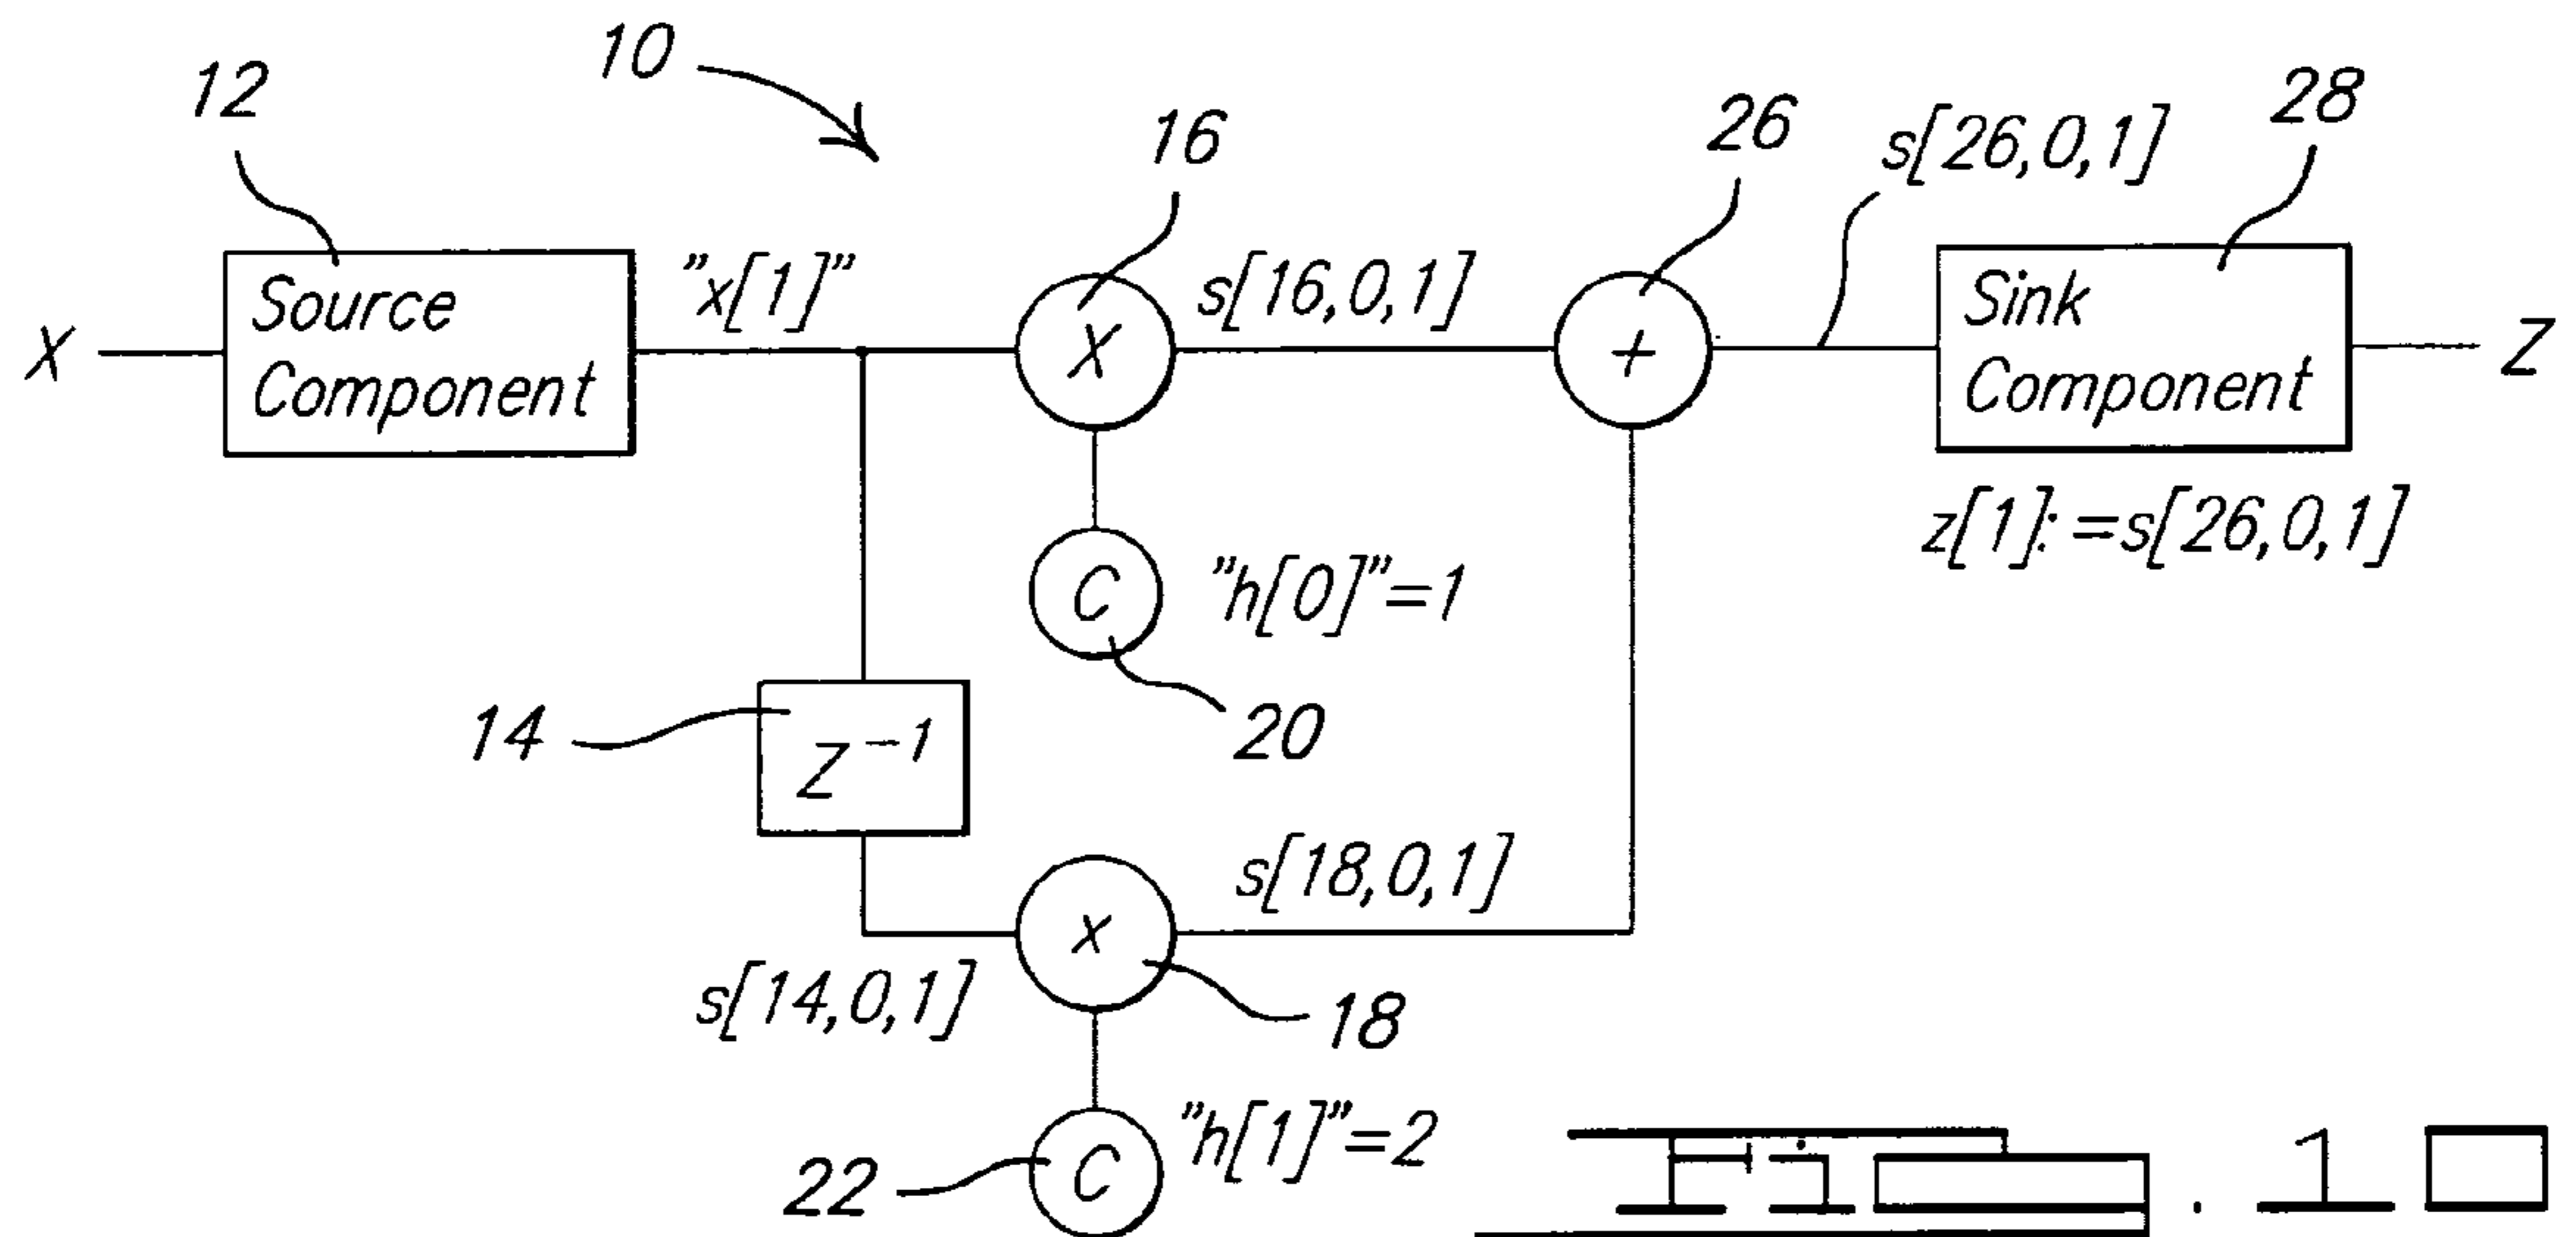 10
12
16
26
s[26,0,1]
28
X
Source
Component
"x[1]"
X
s[16,0,1]
+
Sink
Component
Z
z[1]:=s[26,0,1]
C
"h[0]"=1
20
14
Z⁻¹
s[18,0,1]
x
s[14,0,1]
18
"h[1]"=2
22
C
Fig. 10